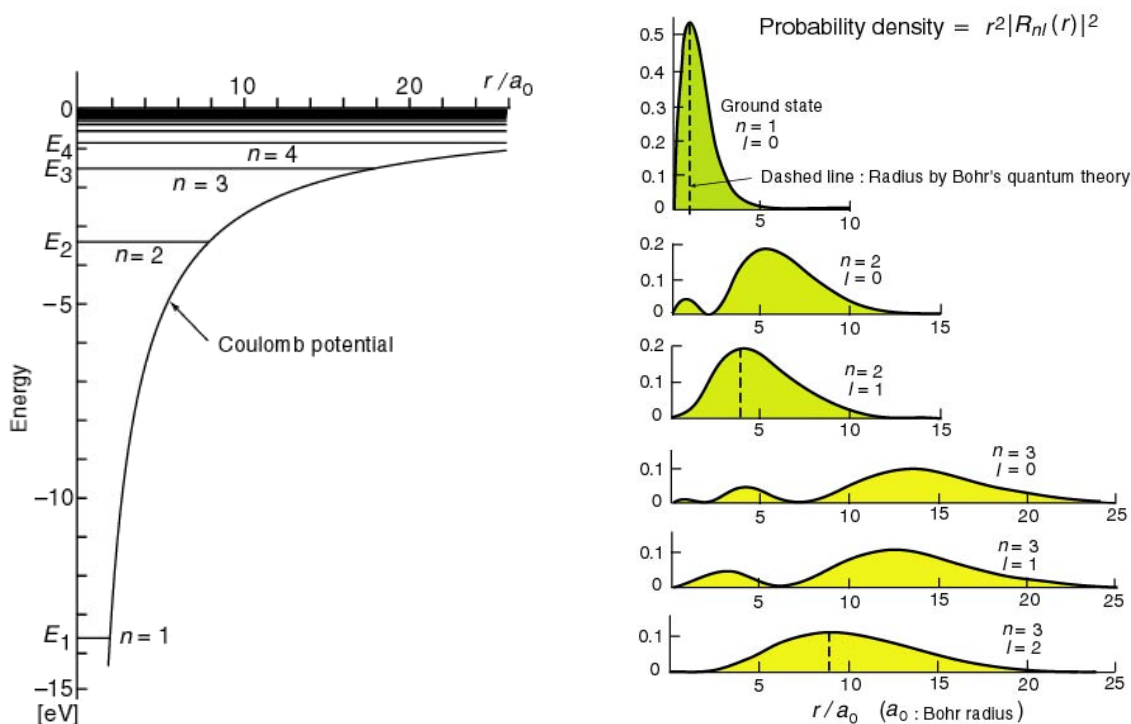 10 20 r/a₀
0
E₄
n = 4
E₃
n = 3
E₂
n = 2
−5
Coulomb potential
Energy
−10
E₁ n = 1
−15
[eV]
Probability density = r²|Rₙₗ(r)|²
0.5
0.4
0.3
0.2
0.1
0
Ground state
n = 1
l = 0
Dashed line : Radius by Bohr's quantum theory
5 10
0.2
0.1
0
n = 2
l = 0
5 10 15
0.2
0.1
0
n = 2
l = 1
5 10 15
0.1
0
n = 3
l = 0
5 10 15 20 25
0.1
0
n = 3
l = 1
5 10 15 20 25
0.1
0
n = 3
l = 2
5 10 15 20 25
r/a₀ (a₀ : Bohr radius)